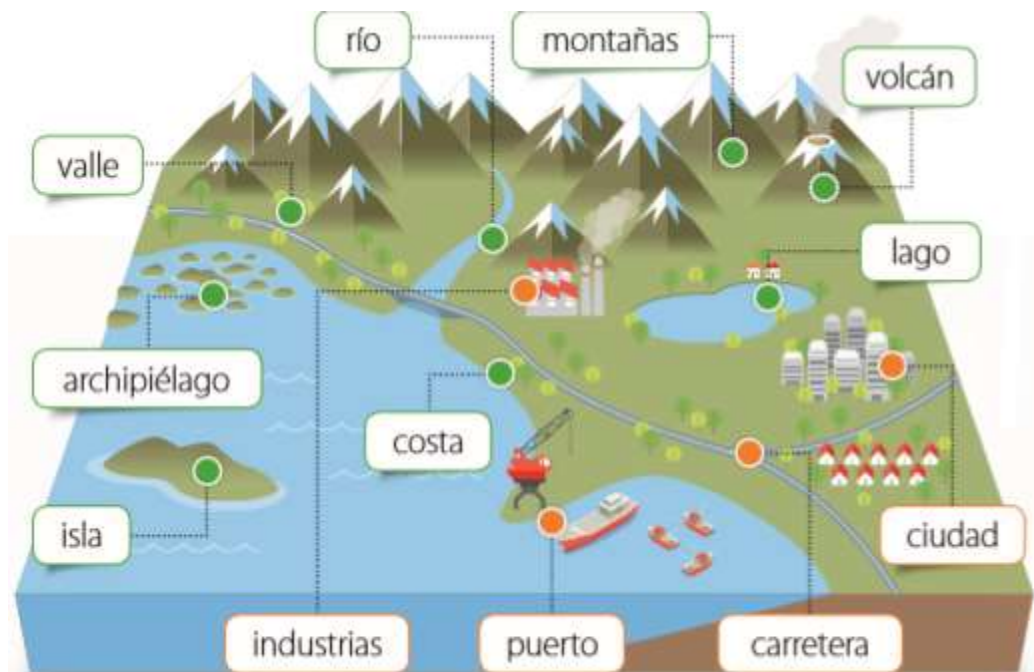 río
montañas
volcán
valle
lago
archipiélago
costa
isla
ciudad
industrias
puerto
carretera